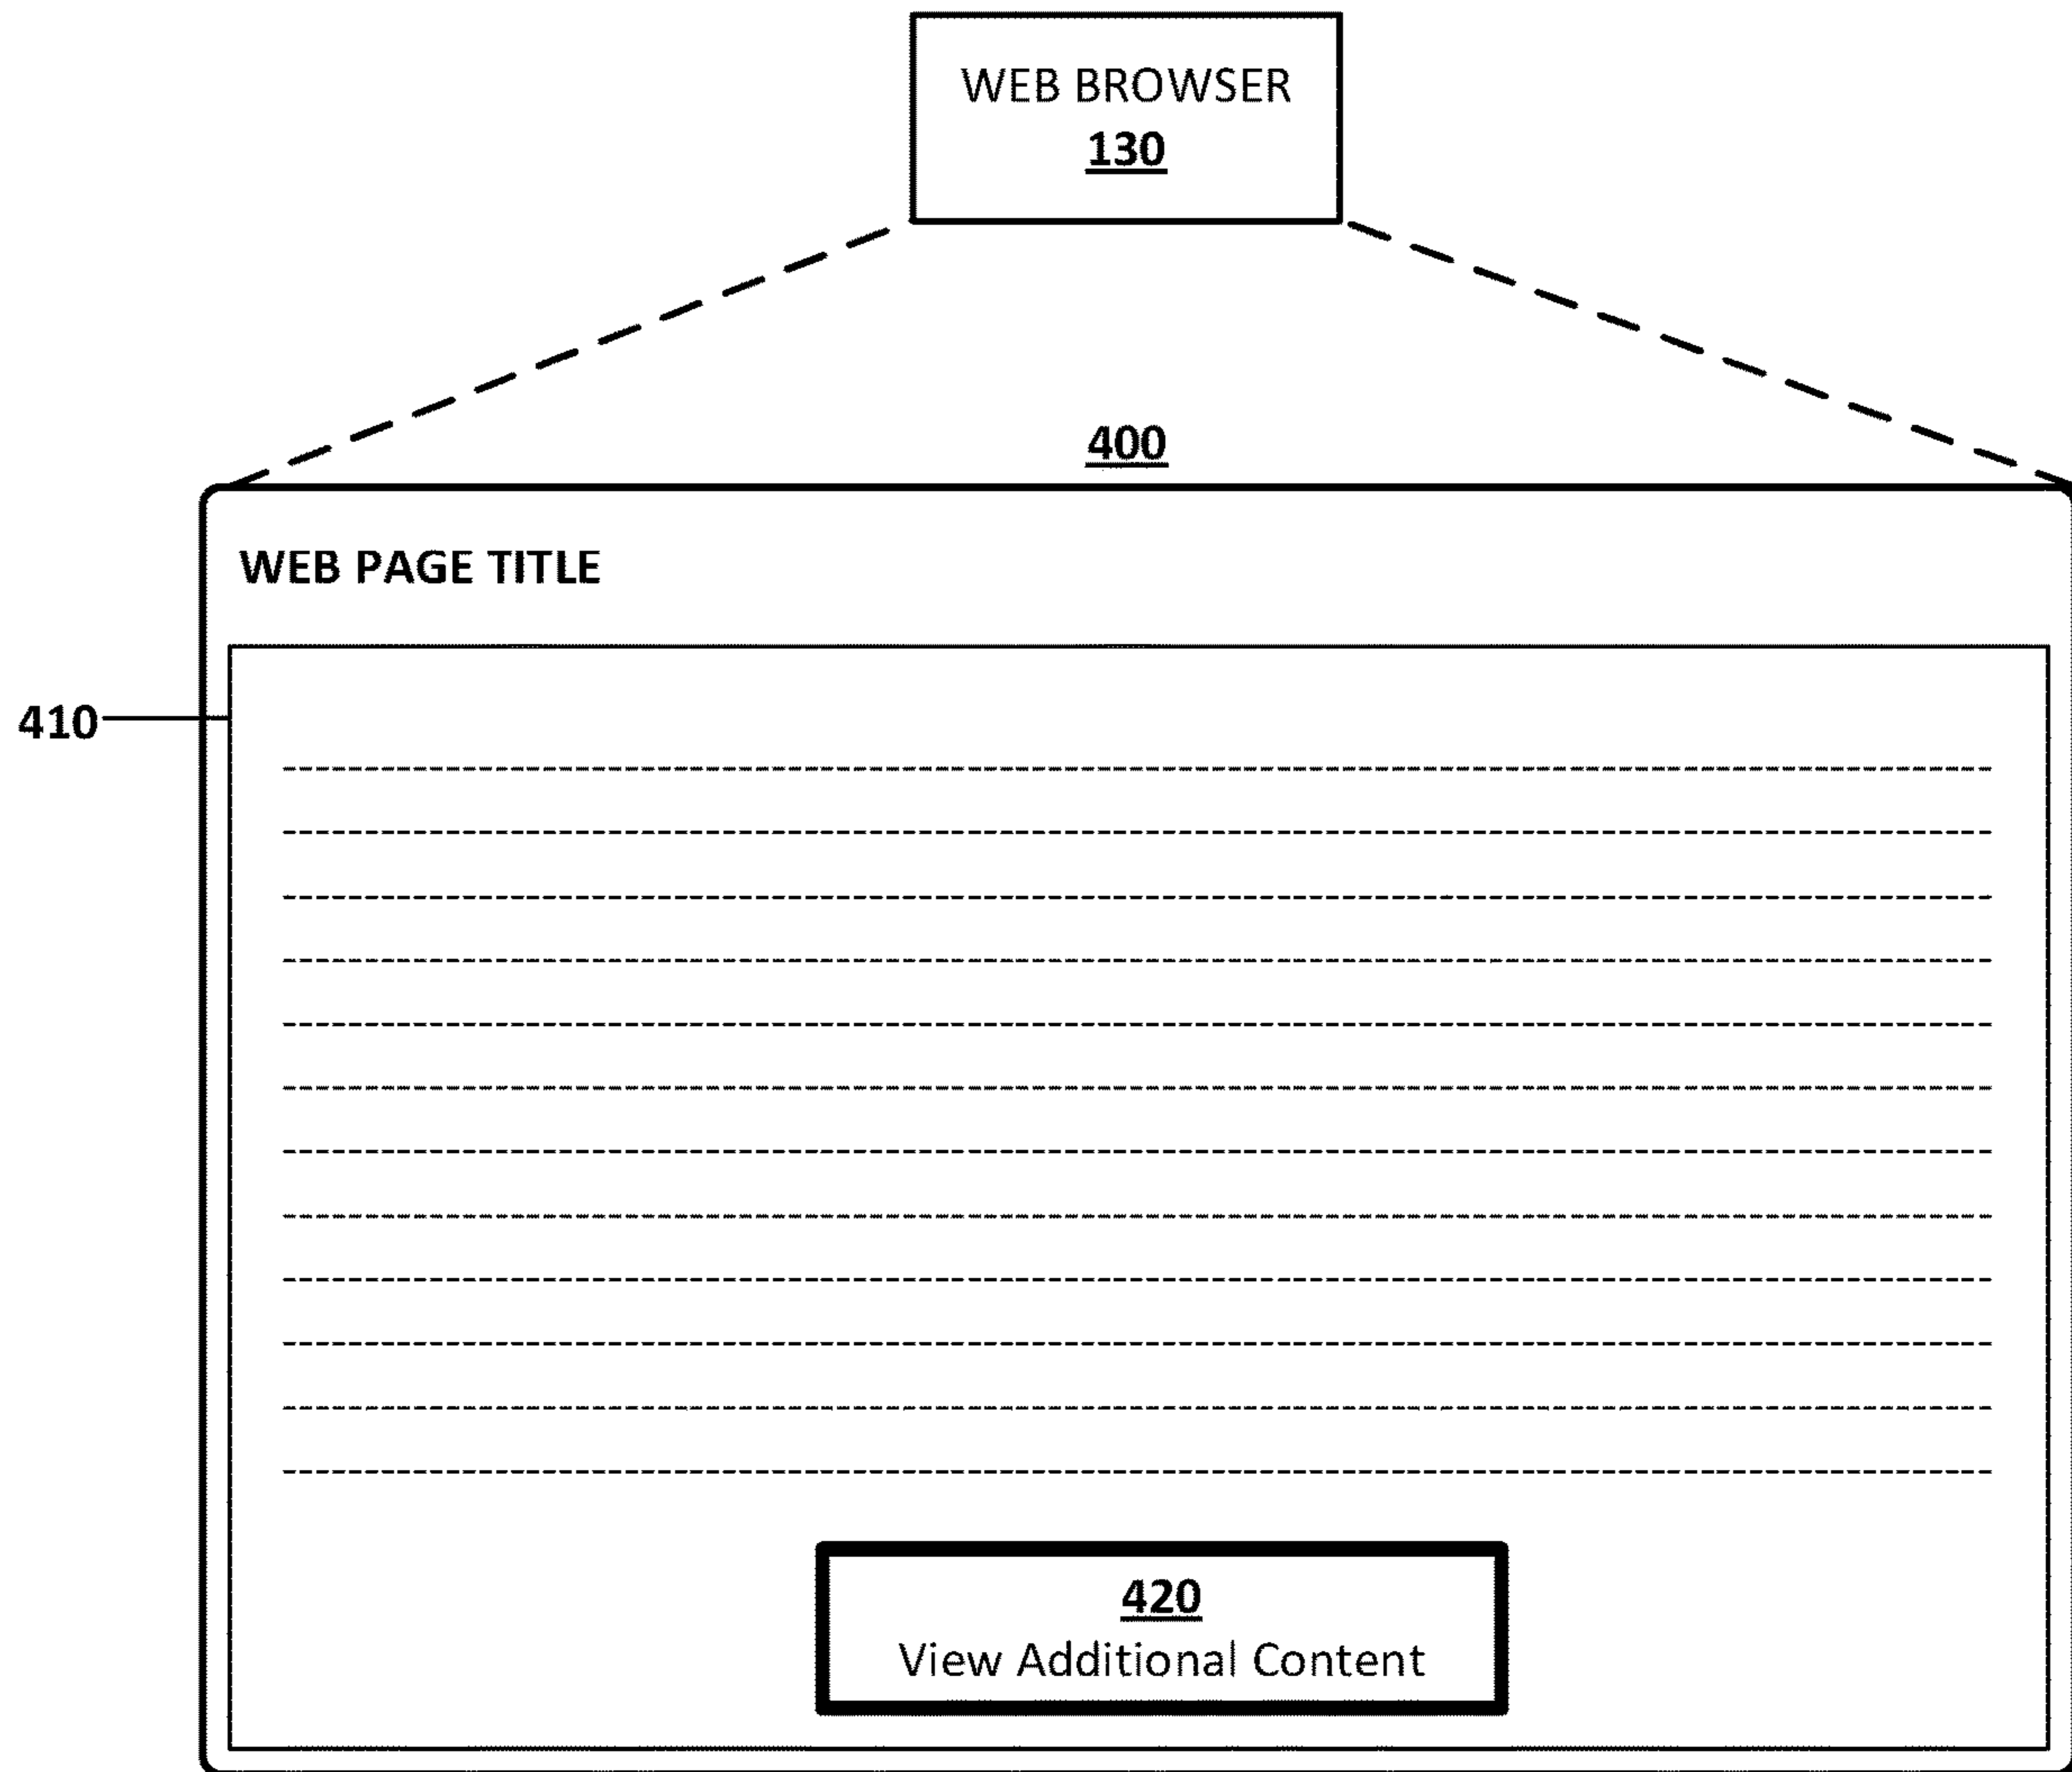 WEB BROWSER
130
400
WEB PAGE TITLE
410
420
View Additional Content